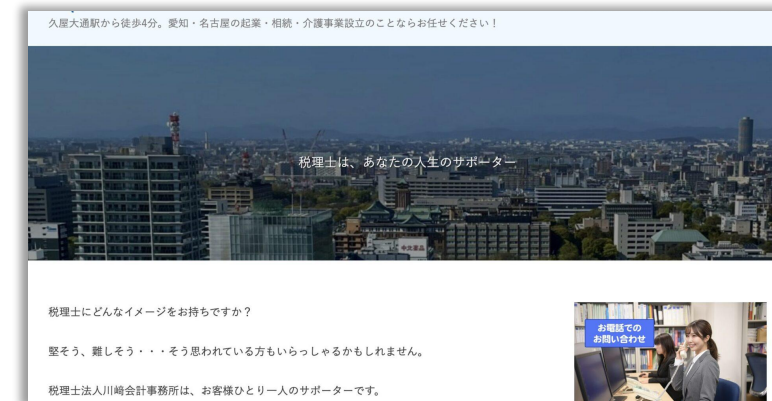 久屋大通駅から徒歩4分。愛知・名古屋の起業・相続・介護事業設立のことならお任せください！
税理士は、あなたの人生のサポーター
中北薬品
税理士にどんなイメージをお持ちですか？
お電話での
お問い合わせ
堅そう、難しそう・・・そう思われている方もいらっしゃるかもしれません。
税理士法人川﨑会計事務所は、お客様ひとり一人のサポーターです。